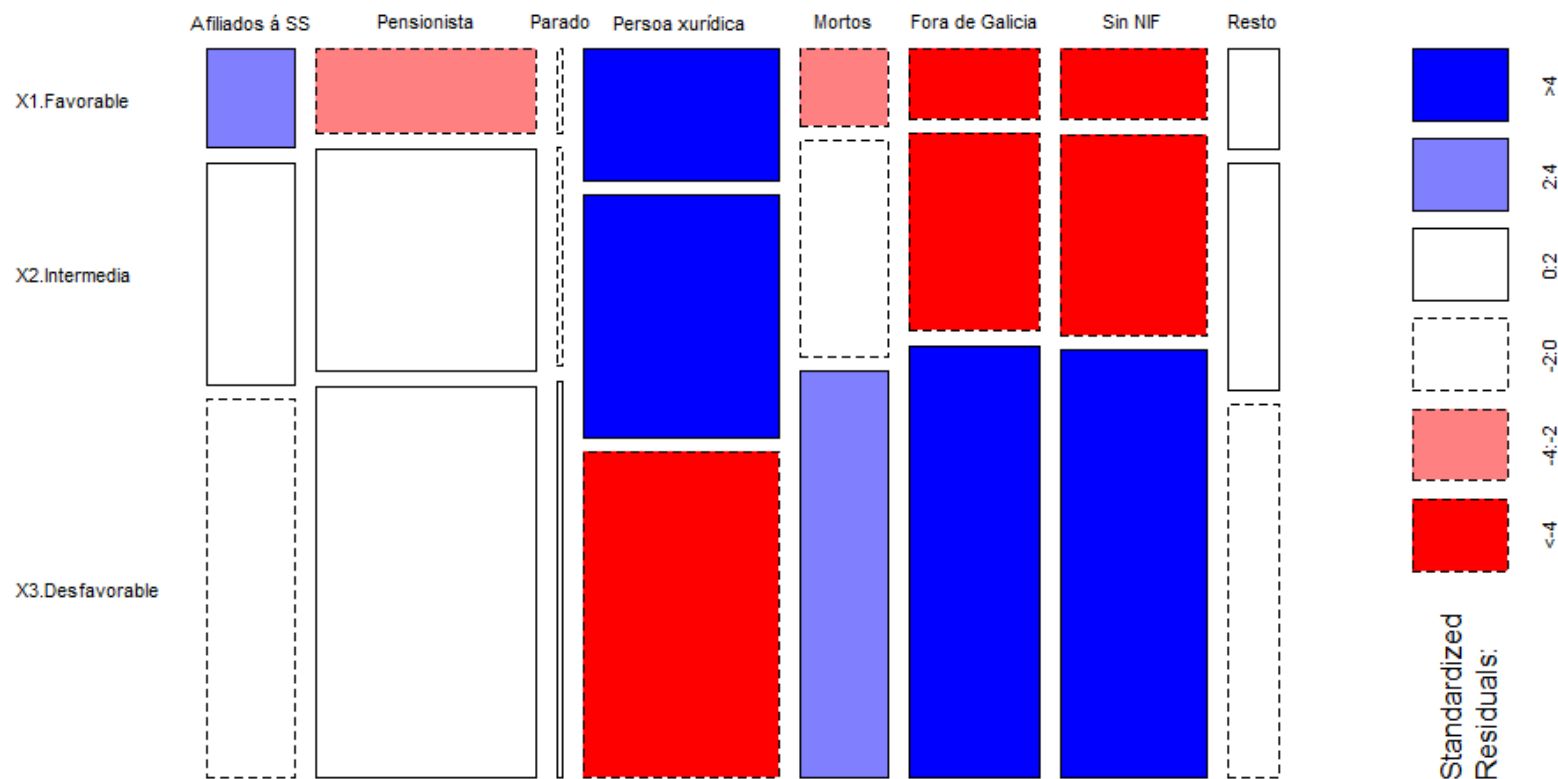 Afiliados á SS
Pensionista
Parado
Persoa xurídica
Mortos
Fora de Galicia
Sin NIF
Resto
X1.Favorable
X2.Intermedia
X3.Desfavorable
>4
2:4
0:2
-2:0
-4:-2
<-4
Standardized
Residuals: